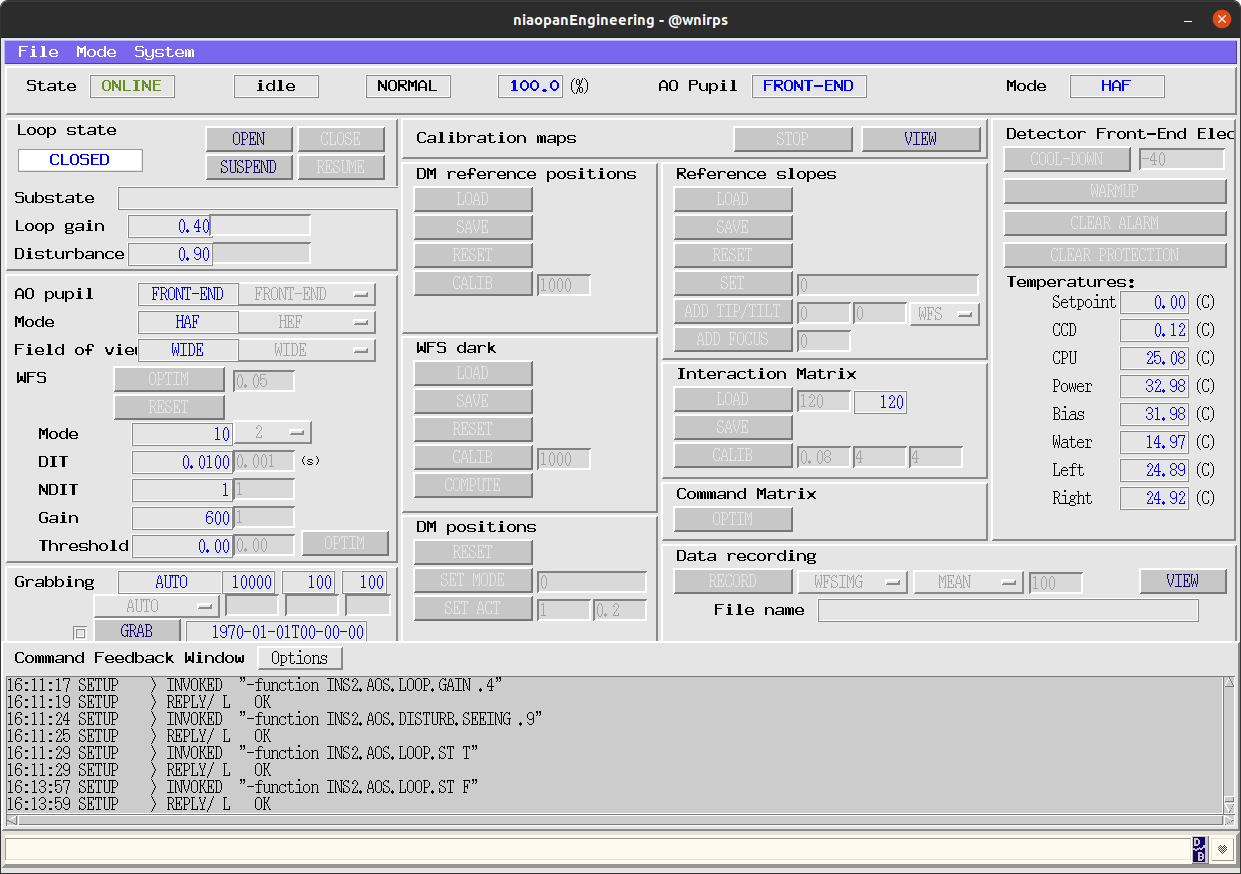 niaopanEngineering - @wnirps
File Mode System
State ONLINE idle NORMAL 100.0 (%) AO Pupil FRONT-END Mode HAF
Loop state
OPEN CLOSE
CLOSED
SUSPEND RESUME
Substate
Loop gain 0.40
Disturbance 0.90
AO pupil FRONT-END FRONT-END
Mode HAF HEF
Field of view WIDE WIDE
WFS OPTIM 0.05
RESET
Mode 10 2
DIT 0.0100 0.001 (s)
NDIT 1 1
Gain 600 1
Threshold 0.00 0.00 OPTIM
Grabbing AUTO 10000 100 100
AUTO
GRAB 1970-01-01T00-00-00
Calibration maps STOP VIEW
DM reference positions
LOAD
SAVE
RESET
CALIB 1000
WFS dark
LOAD
SAVE
RESET
CALIB 1000
COMPUTE
DM positions
RESET
SET MODE 0
SET ACT 1 0.2
Reference slopes
LOAD
SAVE
RESET
SET 0
ADD TIP/TILT 0 0 WFS
ADD FOCUS 0
Interaction Matrix
LOAD 120 120
SAVE
CALIB 0.08 4 4
Command Matrix
OPTIM
Data recording
RECORD WFSIMG MEAN 100 VIEW
File name
Detector Front-End Elec
COOL-DOWN -40
WARMUP
CLEAR ALARM
CLEAR PROTECTION
Temperatures:
Setpoint 0.00 (C)
CCD 0.12 (C)
CPU 25.08 (C)
Power 32.98 (C)
Bias 31.98 (C)
Water 14.97 (C)
Left 24.89 (C)
Right 24.92 (C)
Command Feedback Window Options
16:11:17 SETUP > INVOKED "-function INS2.AOS.LOOP.GAIN .4"
16:11:19 SETUP > REPLY/ L OK
16:11:24 SETUP > INVOKED "-function INS2.AOS.DISTURB.SEEING .9"
16:11:25 SETUP > REPLY/ L OK
16:11:29 SETUP > INVOKED "-function INS2.AOS.LOOP.ST T"
16:11:29 SETUP > REPLY/ L OK
16:13:57 SETUP > INVOKED "-function INS2.AOS.LOOP.ST F"
16:13:59 SETUP > REPLY/ L OK
D~B